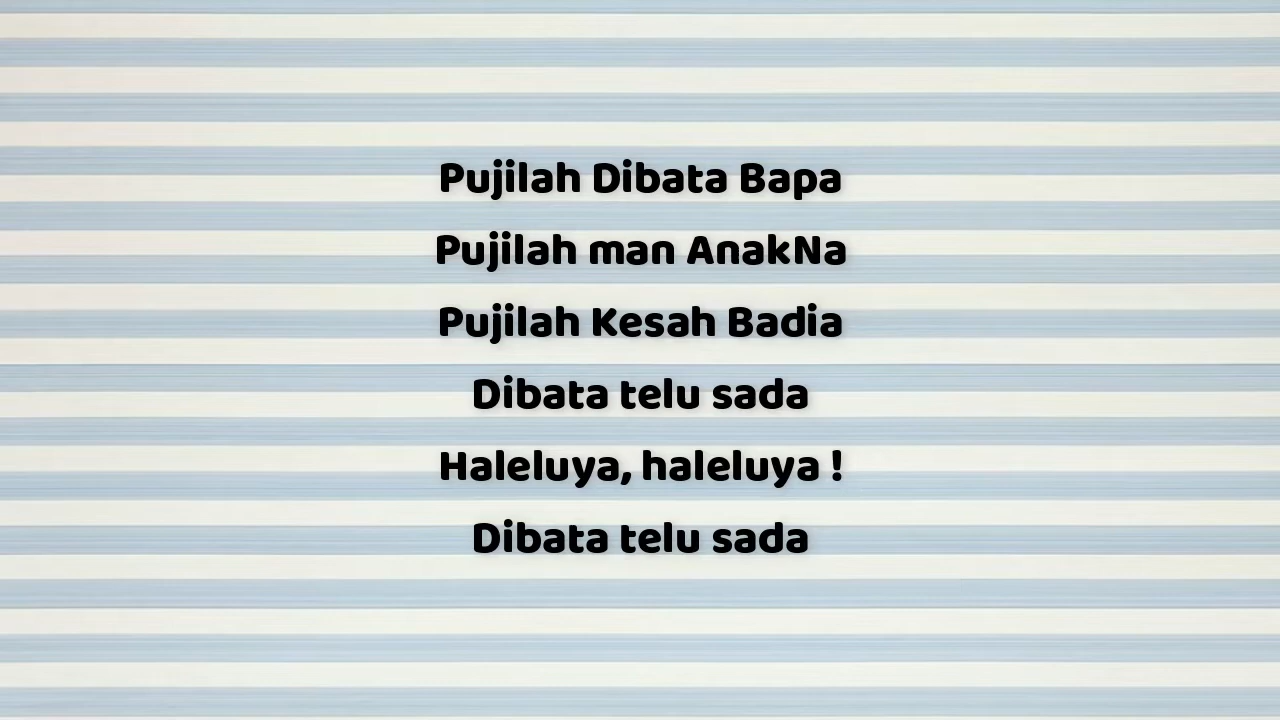 Pujilah Dibata Bapa
Pujilah man AnakNa
Pujilah Kesah Badia
Dibata telu sada
Haleluya, haleluya !
Dibata telu sada